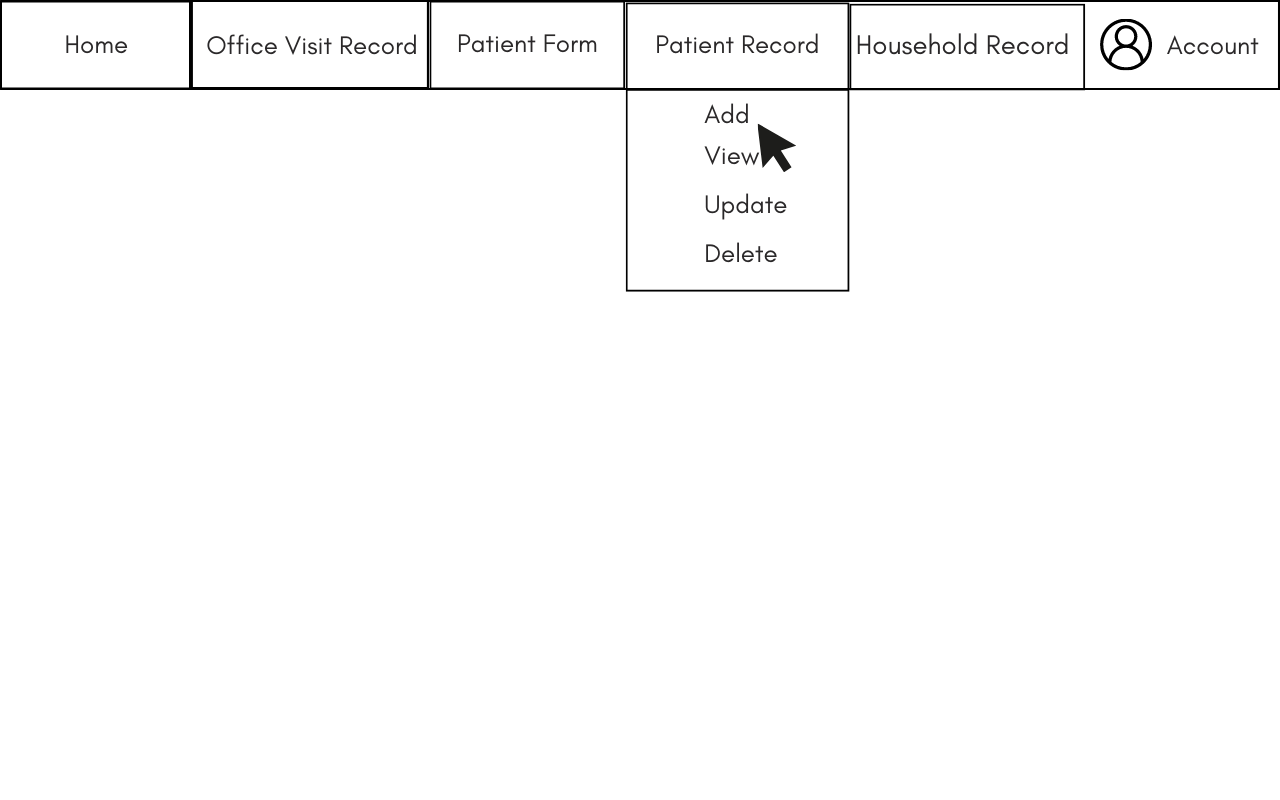 Home
Office Visit Record
Patient Form
Patient Record
Household Record
Account
Add
View
Update
Delete